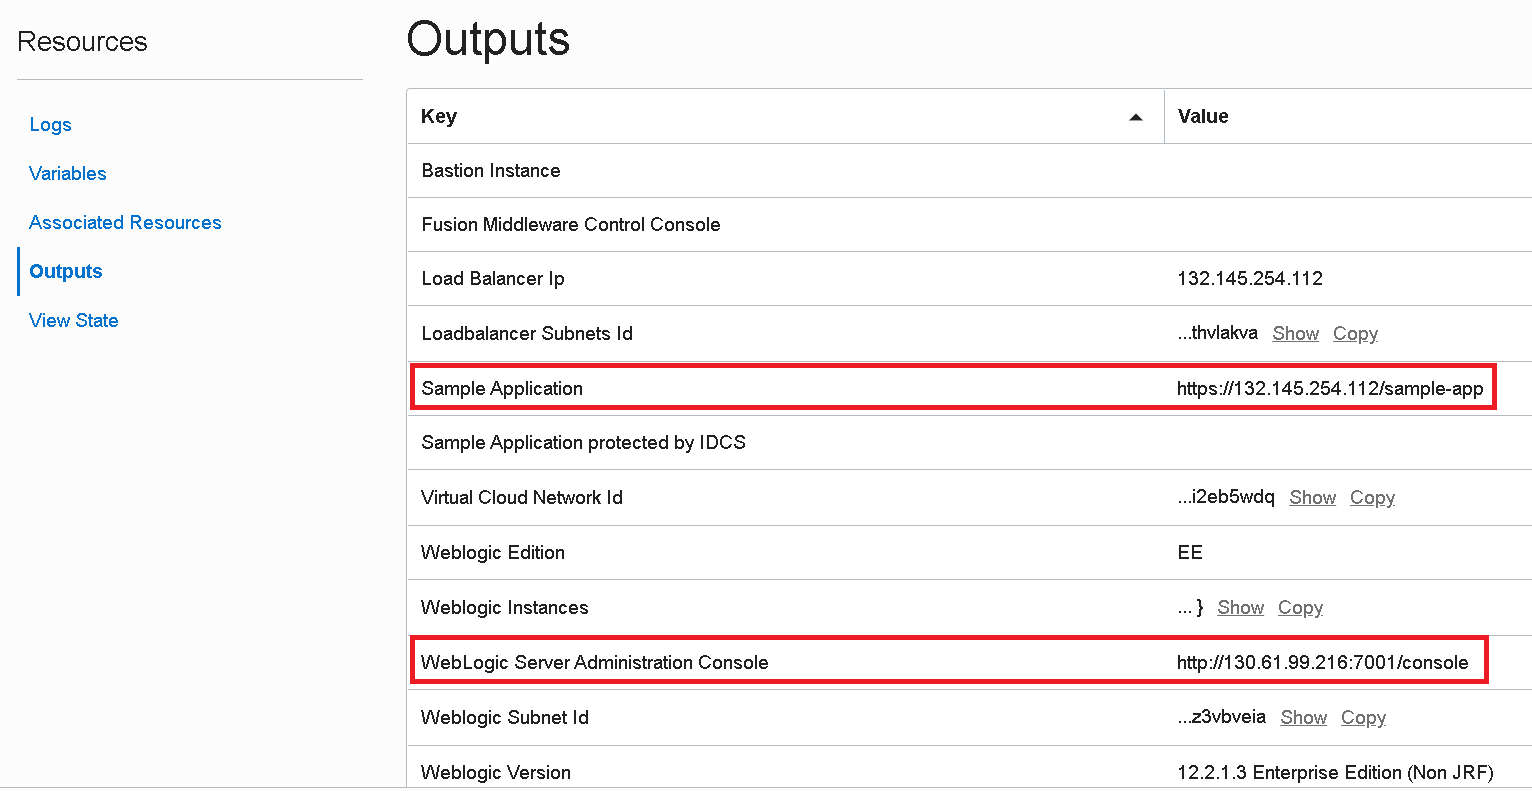 Resources
Logs
Variables
Associated Resources
Outputs
View State
Outputs
Key Value
Bastion Instance
Fusion Middleware Control Console
Load Balancer Ip 132.145.254.112
Loadbalancer Subnets Id ...thvlakva Show Copy
Sample Application https://132.145.254.112/sample-app
Sample Application protected by IDCS
Virtual Cloud Network Id ...i2eb5wdq Show Copy
Weblogic Edition EE
Weblogic Instances ... } Show Copy
WebLogic Server Administration Console http://130.61.99.216:7001/console
Weblogic Subnet Id ...z3vbveia Show Copy
Weblogic Version 12.2.1.3 Enterprise Edition (Non JRF)